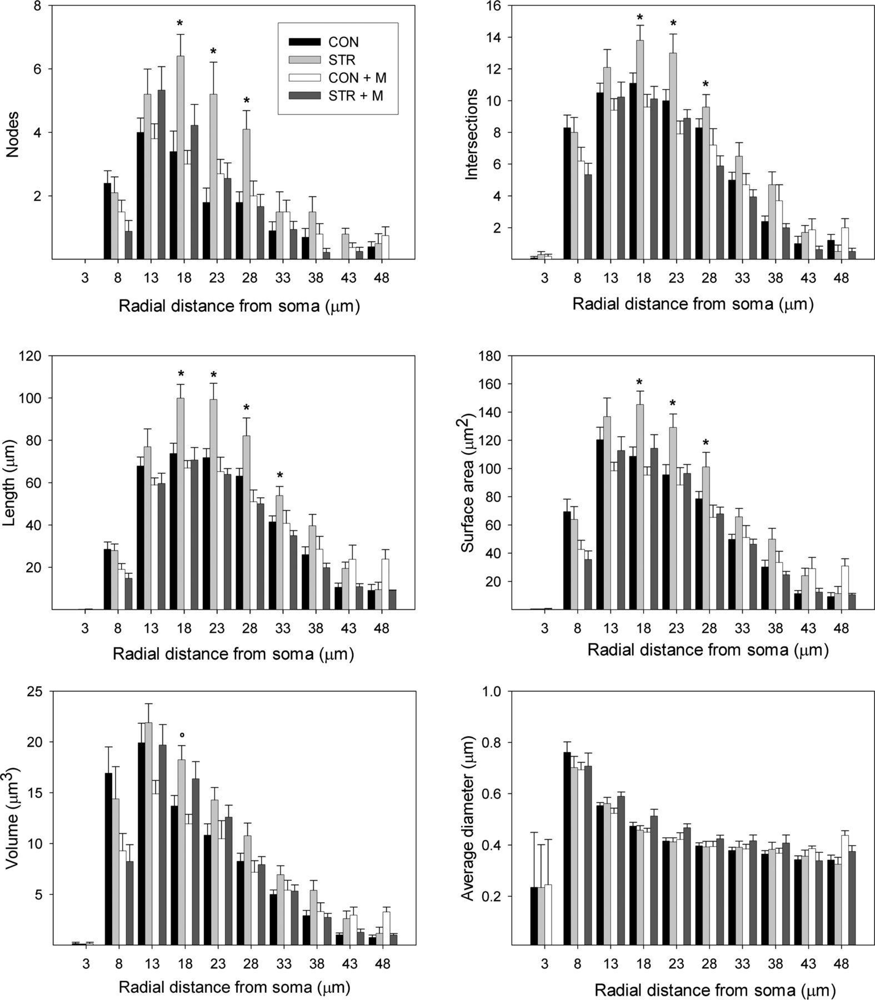 8
6
4
2
Nodes
*
*
*
CON
STR
CON + M
STR + M
3 8 13 18 23 28 33 38 43 48
Radial distance from soma (μm)
16
14
12
10
8
6
4
2
Intersections
*
*
*
3 8 13 18 23 28 33 38 43 48
Radial distance from soma (μm)
120
100
80
60
40
20
Length (μm)
*
*
*
*
3 8 13 18 23 28 33 38 43 48
Radial distance from soma (μm)
180
160
140
120
100
80
60
40
20
Surface area (μm2)
*
*
*
3 8 13 18 23 28 33 38 43 48
Radial distance from soma (μm)
25
20
15
10
5
Volume (μm3)
o
3 8 13 18 23 28 33 38 43 48
Radial distance from soma (μm)
1.0
0.8
0.6
0.4
0.2
Average diameter (μm)
3 8 13 18 23 28 33 38 43 48
Radial distance from soma (μm)